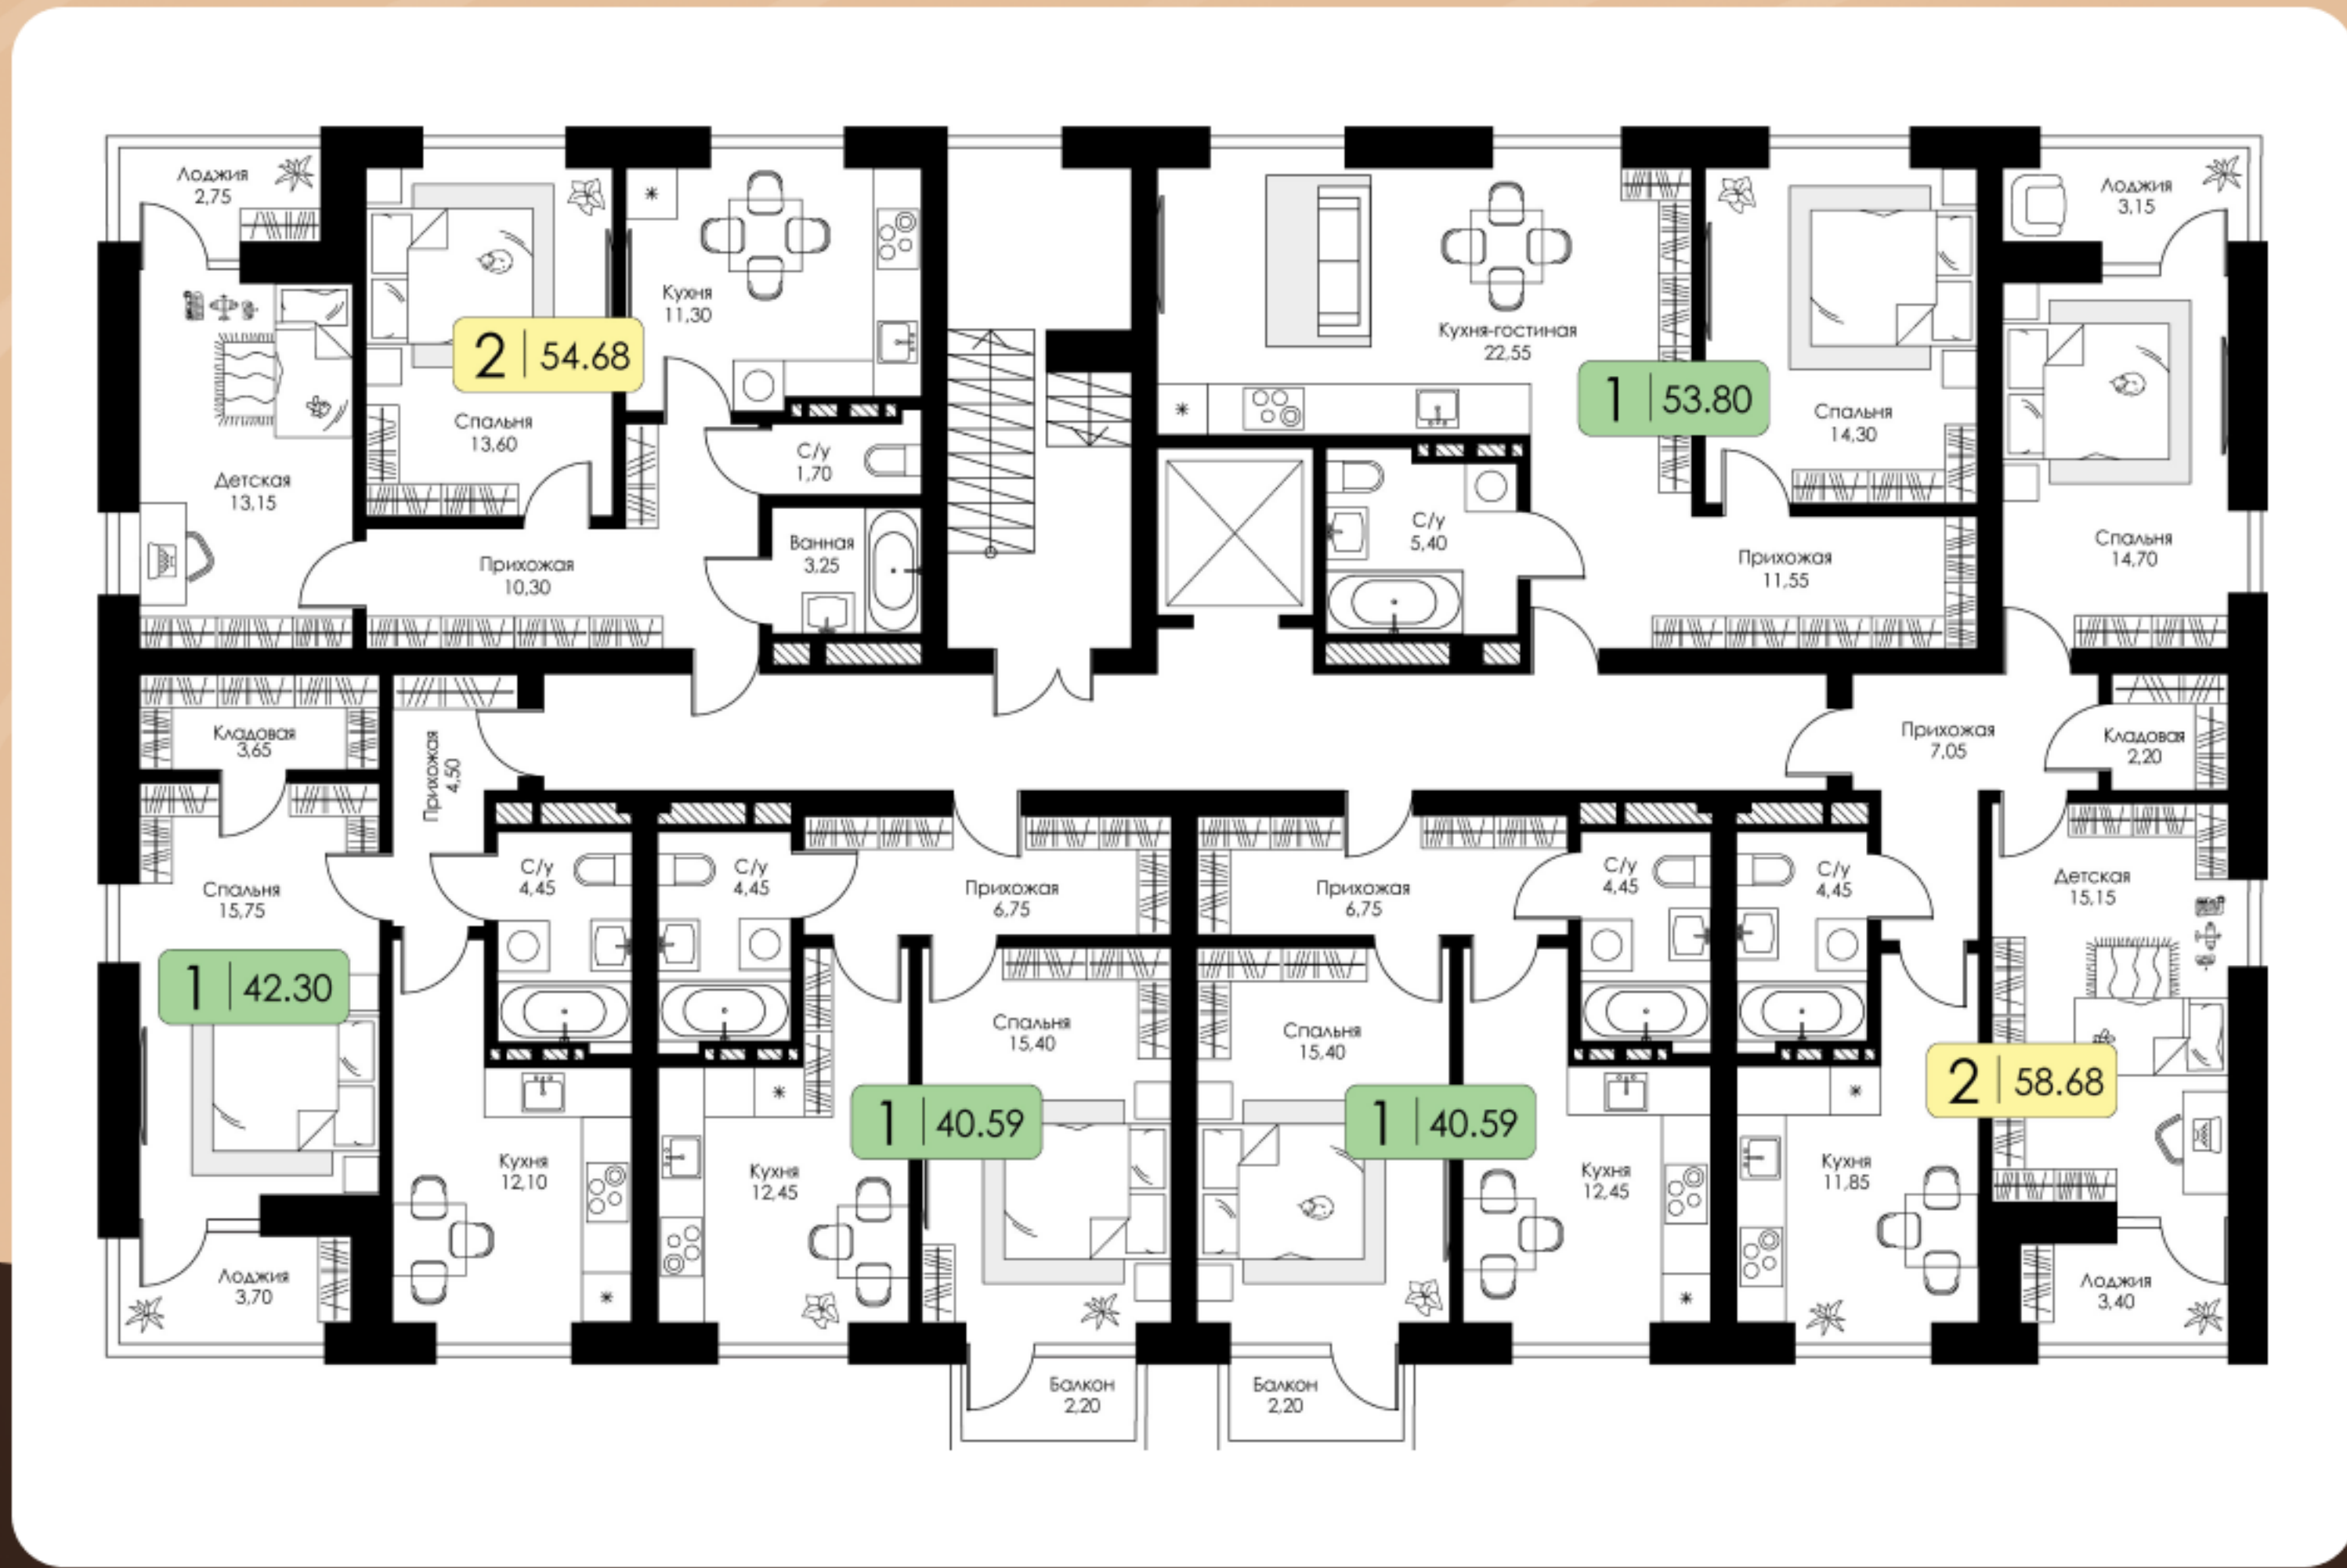 Лоджия
2,75
Детская
13,15
Спальня
13,60
2 54.68
Кухня
11,30
С/у
1,70
Ванная
3,25
Прихожая
10,30
Кухня-гостиная
22,55
1 53.80
Спальня
14,30
С/у
5,40
Прихожая
11,55
Лоджия
3,15
Спальня
14,70
Кладовая
3,65
Прихожая
4,50
Спальня
15,75
1 42.30
С/у
4,45
Кухня
12,10
Лоджия
3,70
С/у
4,45
Прихожая
6,75
Кухня
12,45
Спальня
15,40
1 40.59
Балкон
2,20
Прихожая
6,75
С/у
4,45
Спальня
15,40
1 40.59
Кухня
12,45
Балкон
2,20
Прихожая
7,05
Кладовая
2,20
С/у
4,45
Детская
15,15
2 58.68
Кухня
11,85
Лоджия
3,40